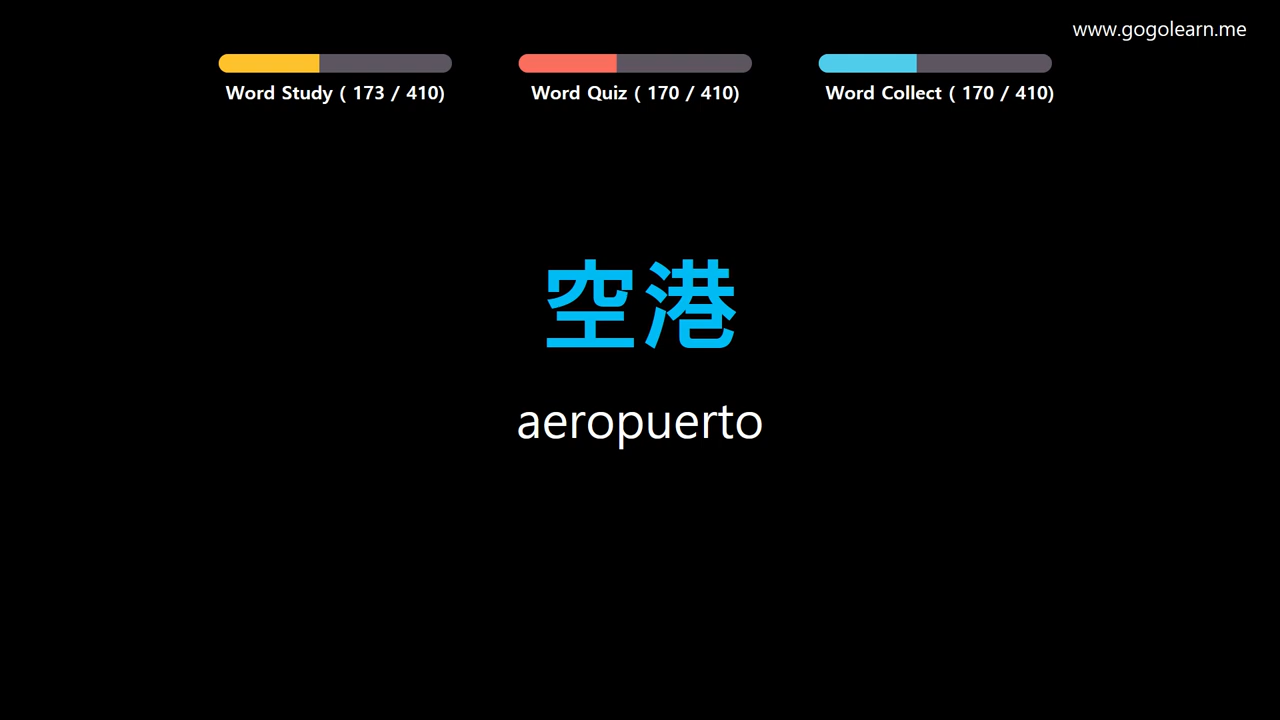 www.gogolearn.me
Word Study ( 173 / 410)
Word Quiz ( 170 / 410)
Word Collect ( 170 / 410)
空港
aeropuerto